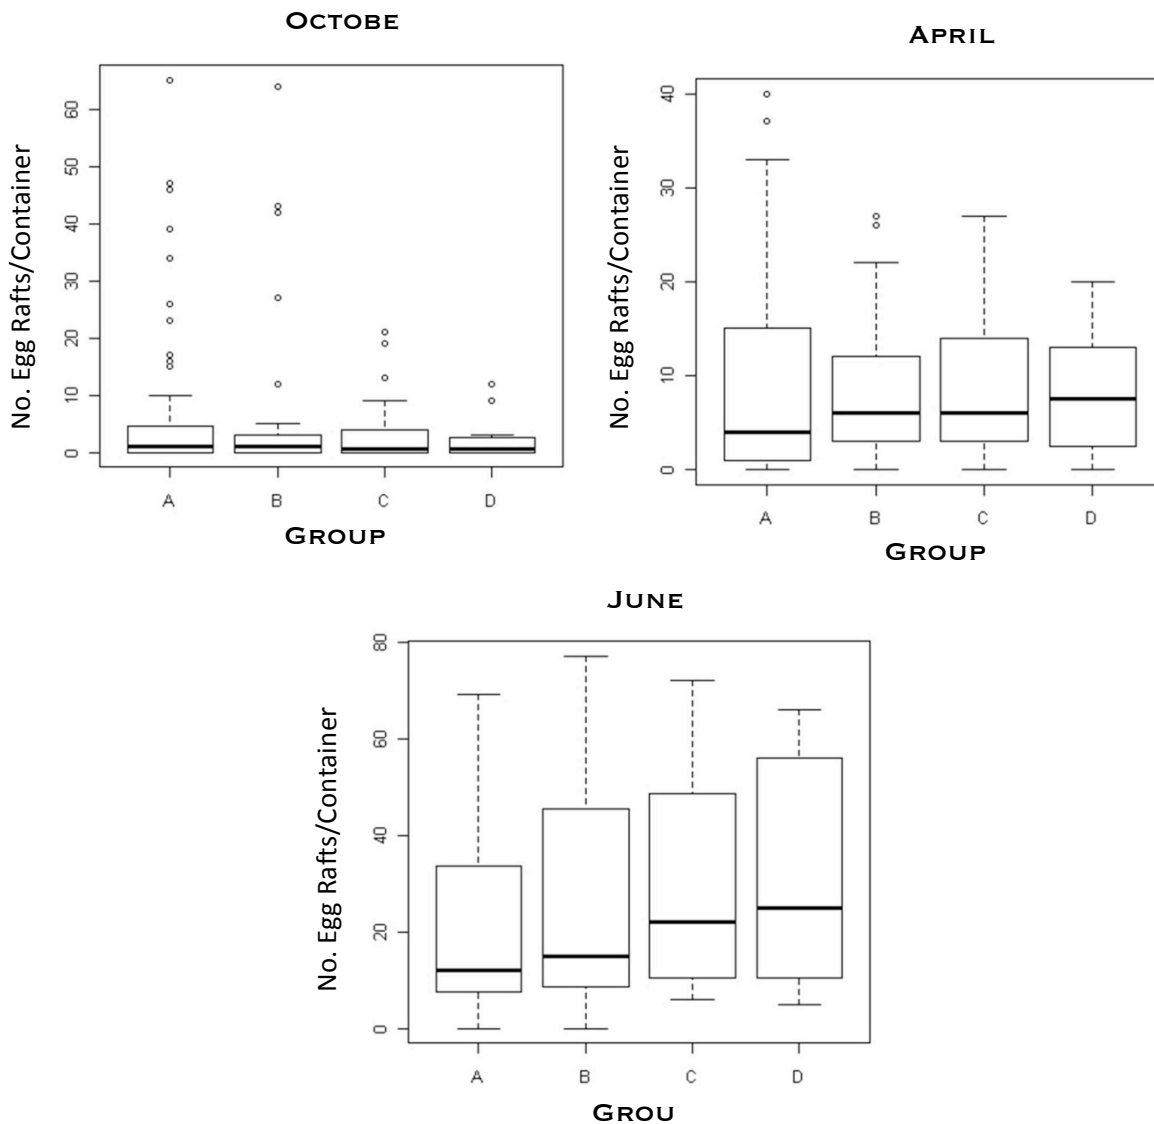 OCTOBE
No. Egg Rafts/Container
60
50
40
30
20
10
0
A B C D
GROUP
APRIL
No. Egg Rafts/Container
40
30
20
10
0
A B C D
GROUP
JUNE
No. Egg Rafts/Container
80
60
40
20
0
A B C D
GROU